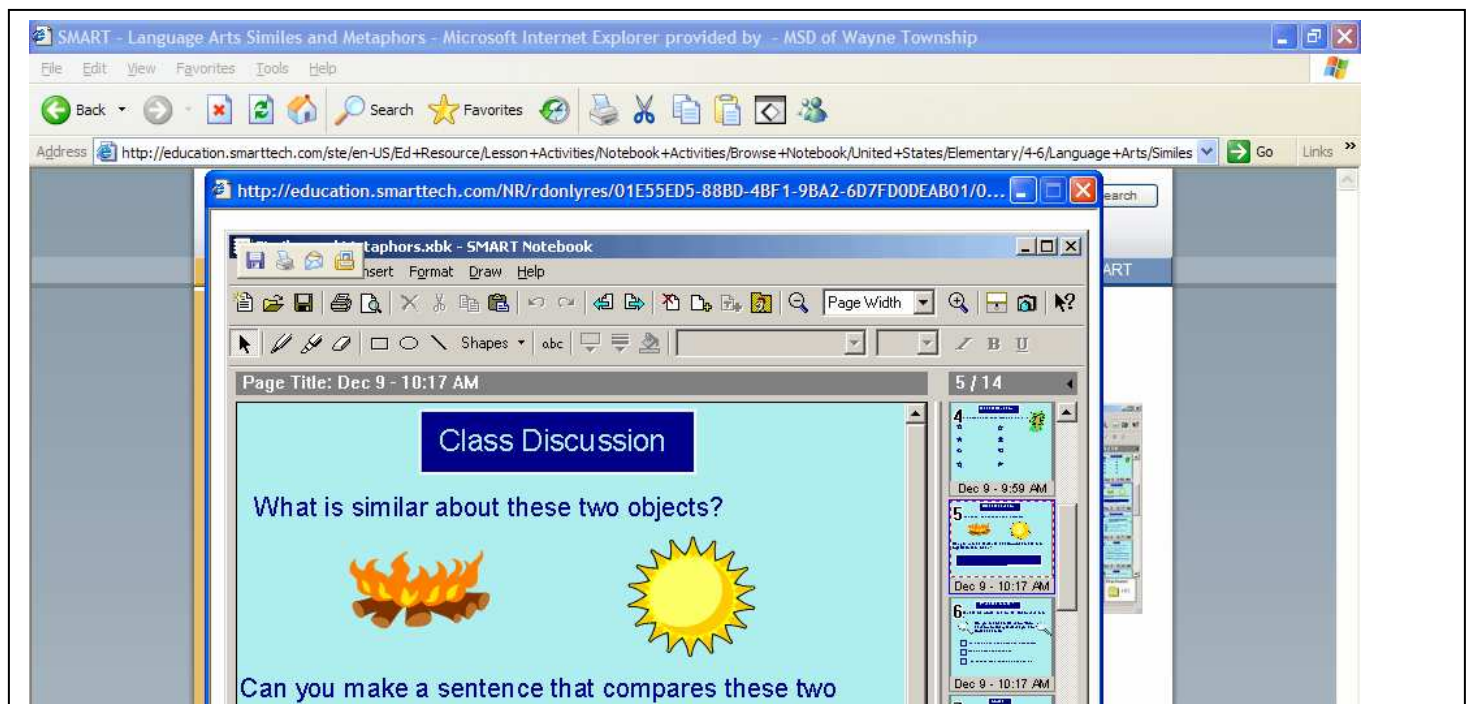 SMART - Language Arts Similes and Metaphors - Microsoft Internet Explorer provided by - MSD of Wayne Township
File Edit View Favorites Tools Help
Back Search Favorites
Address http://education.smarttech.com/ste/en-US/Ed+Resource/Lesson+Activities/Notebook+Activities/Browse+Notebook/United+States/Elementary/4-6/Language+Arts/Similes Go Links »
http://education.smarttech.com/NR/rdonlyres/01E55ED5-88BD-4BF1-9BA2-6D7FD0DEAB01/0...
earch
taphors.xbk - SMART Notebook
ART
nsert Format Draw Help
Page Width
Shapes abc I B U
Page Title: Dec 9 - 10:17 AM
5 / 14
Class Discussion
What is similar about these two objects?
Can you make a sentence that compares these two
4
Dec 9 - 9:59 AM
5
Dec 9 - 10:17 AM
6
Dec 9 - 10:17 AM